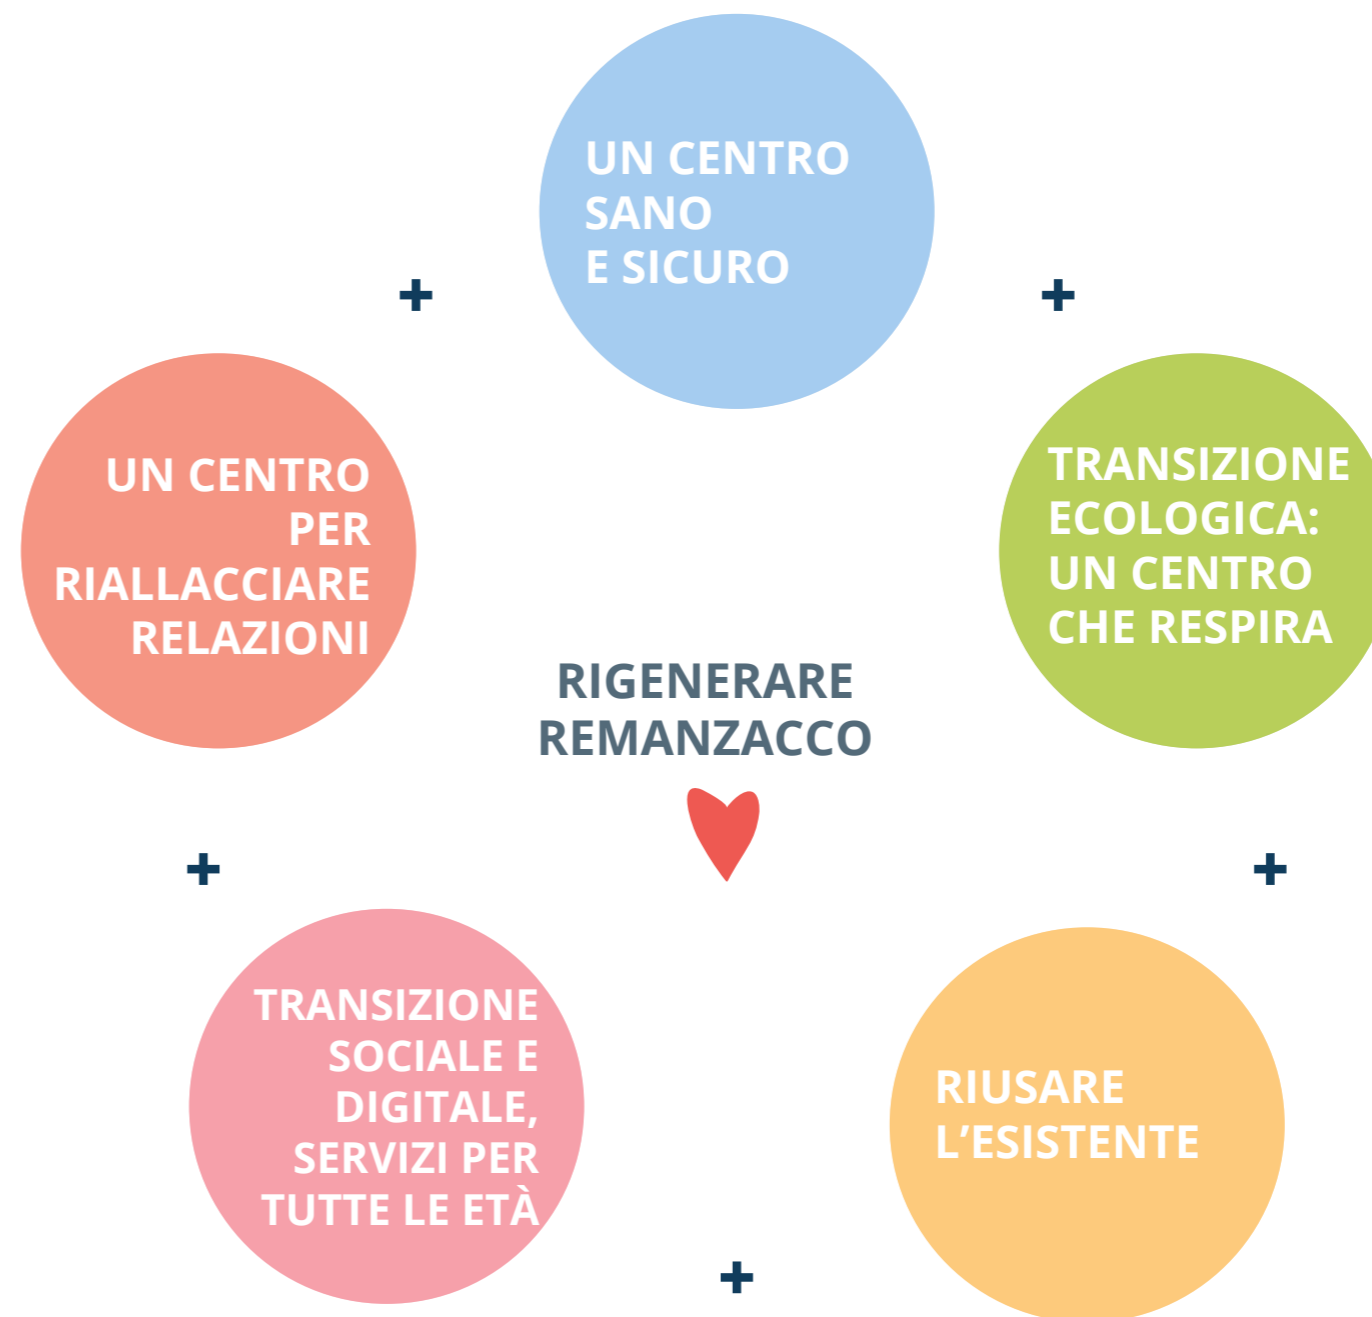 UN CENTRO
SANO
E SICURO
+
+
UN CENTRO
PER
RIALLACCIARE
RELAZIONI
TRANSIZIONE
ECOLOGICA:
UN CENTRO
CHE RESPIRA
RIGENERARE
REMANZACCO
+
+
TRANSIZIONE
SOCIALE E
DIGITALE,
SERVIZI PER
TUTTE LE ETÀ
RIUSARE
L’ESISTENTE
+